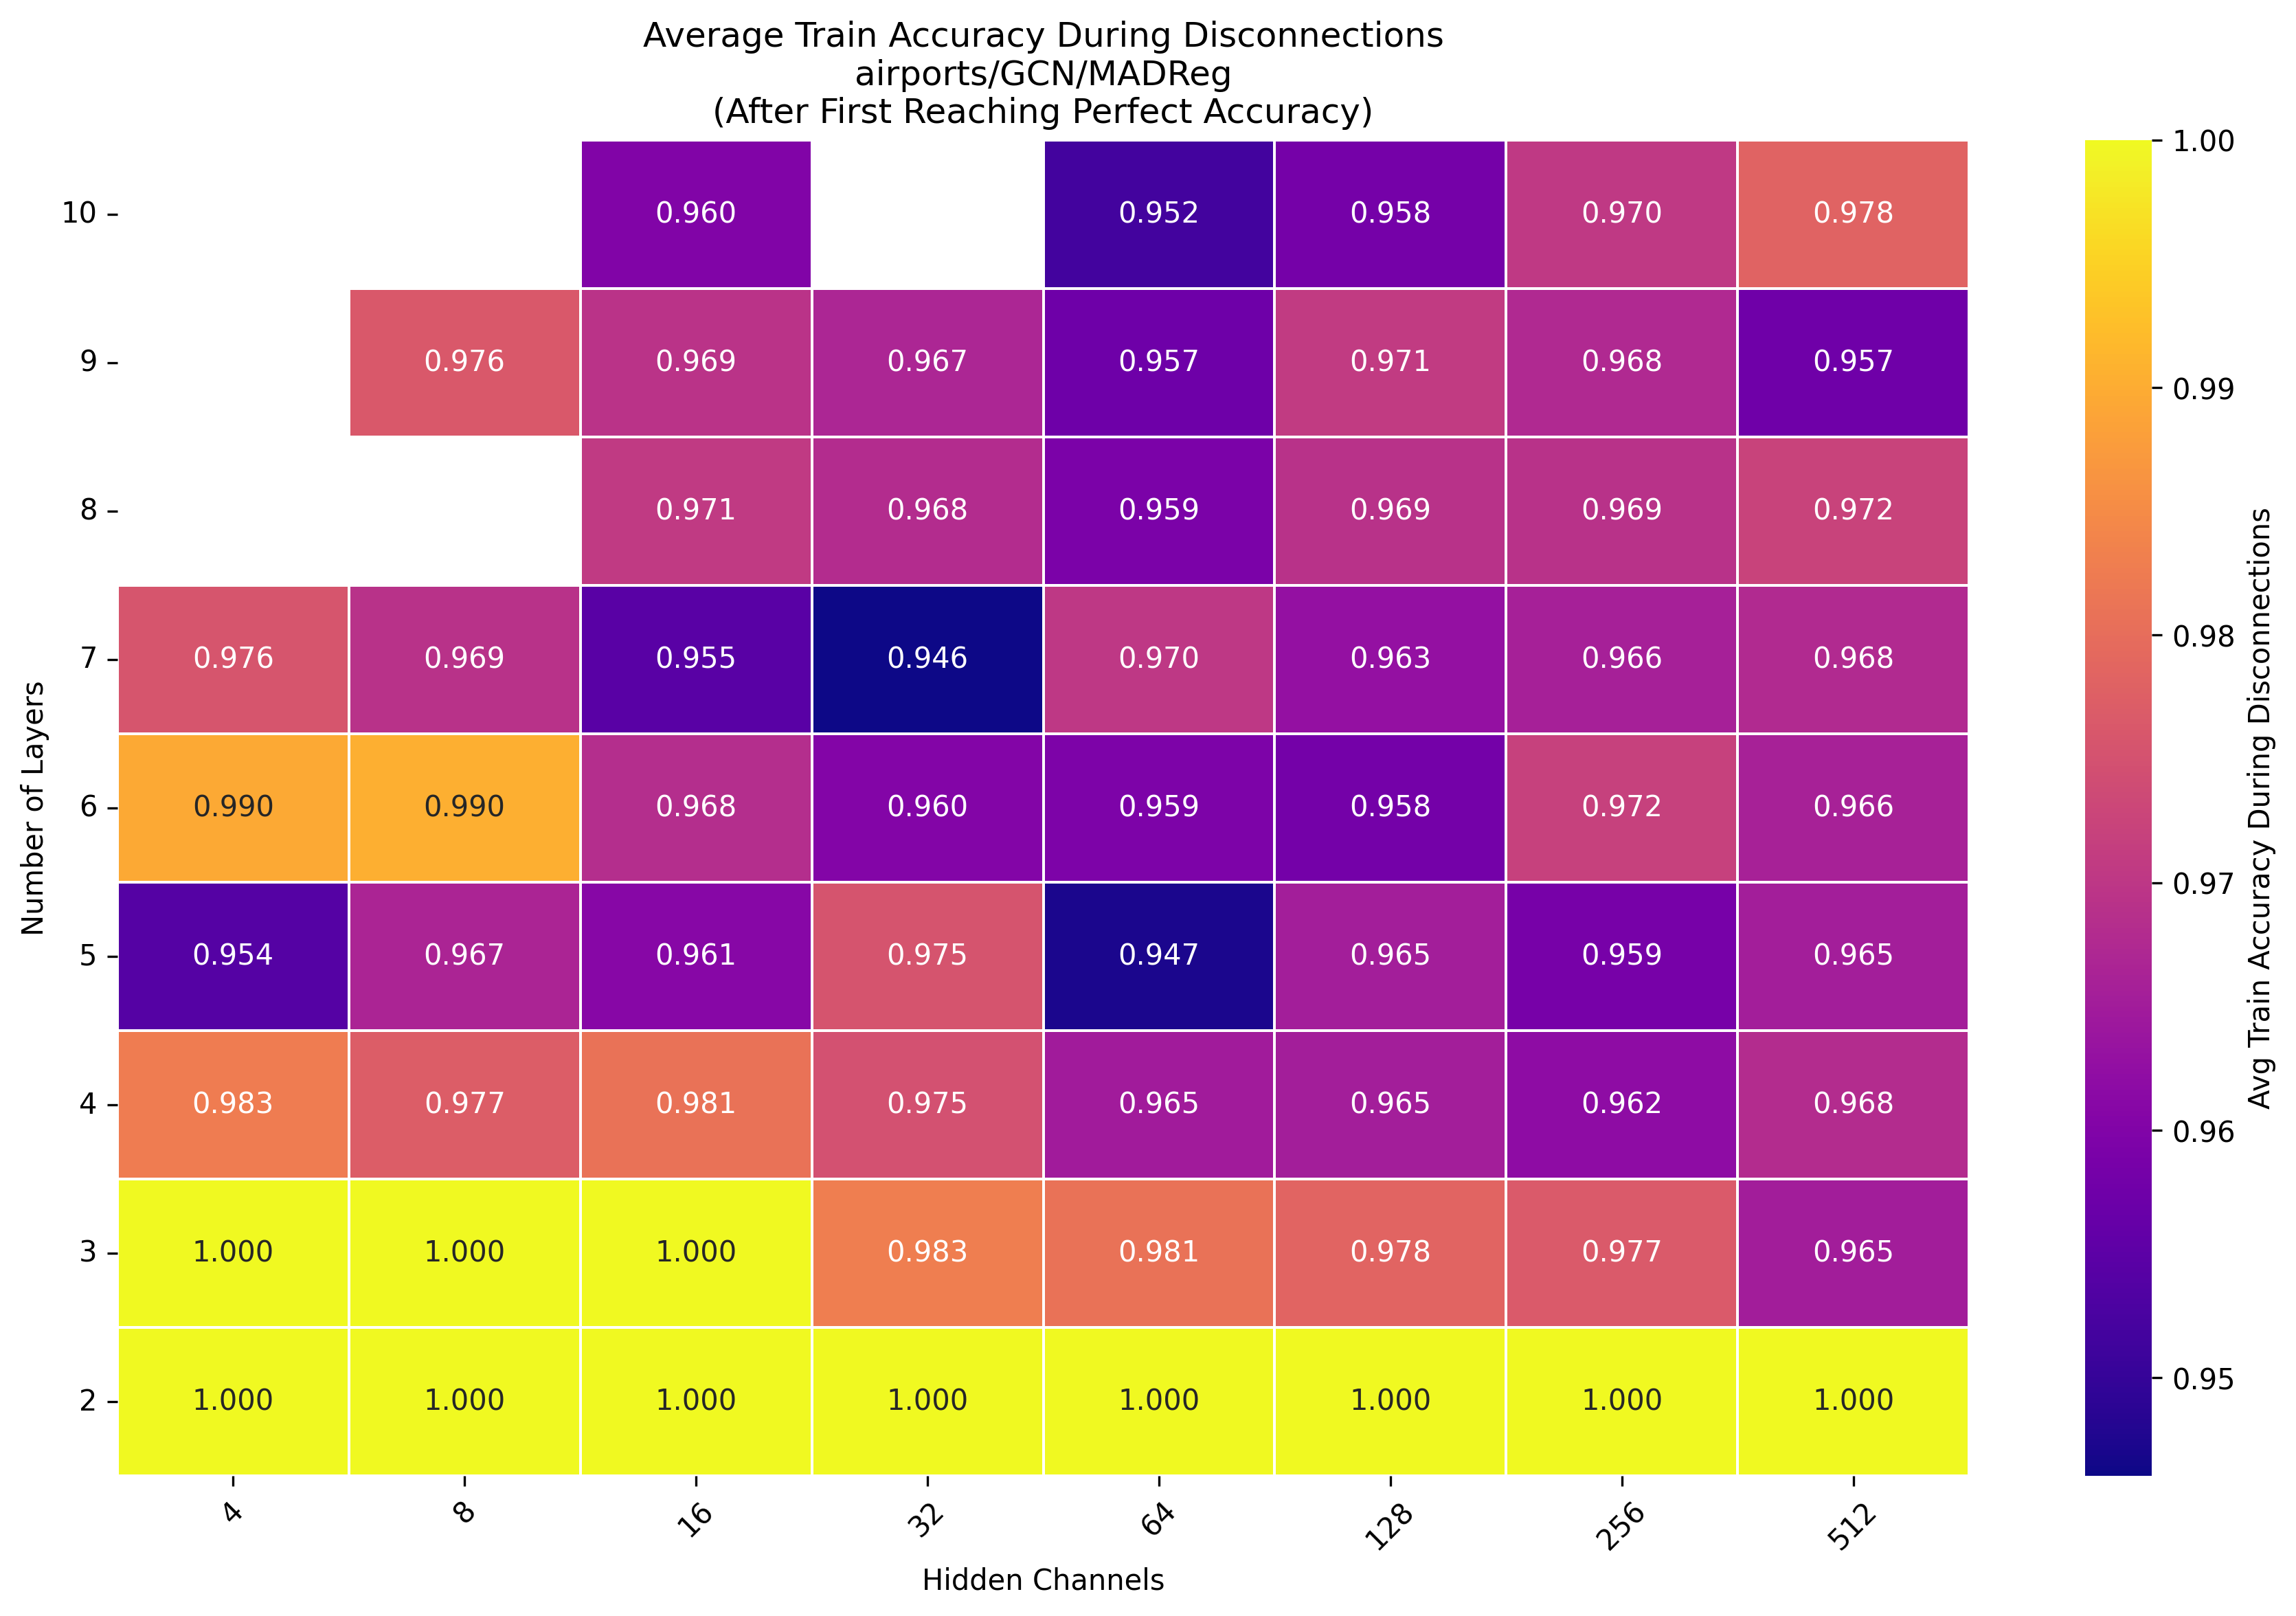 Average Train Accuracy During Disconnections
airports/GCN/MADReg
(After First Reaching Perfect Accuracy)
10 0.960 0.952 0.958 0.970 0.978
9 0.976 0.969 0.967 0.957 0.971 0.968 0.957
8 0.971 0.968 0.959 0.969 0.969 0.972
7 0.976 0.969 0.955 0.946 0.970 0.963 0.966 0.968
6 0.990 0.990 0.968 0.960 0.959 0.958 0.972 0.966
5 0.954 0.967 0.961 0.975 0.947 0.965 0.959 0.965
4 0.983 0.977 0.981 0.975 0.965 0.965 0.962 0.968
3 1.000 1.000 1.000 0.983 0.981 0.978 0.977 0.965
2 1.000 1.000 1.000 1.000 1.000 1.000 1.000 1.000
4 8 16 32 64 128 256 512
Hidden Channels
Number of Layers
1.00
0.99
0.98
0.97
0.96
0.95
Avg Train Accuracy During Disconnections